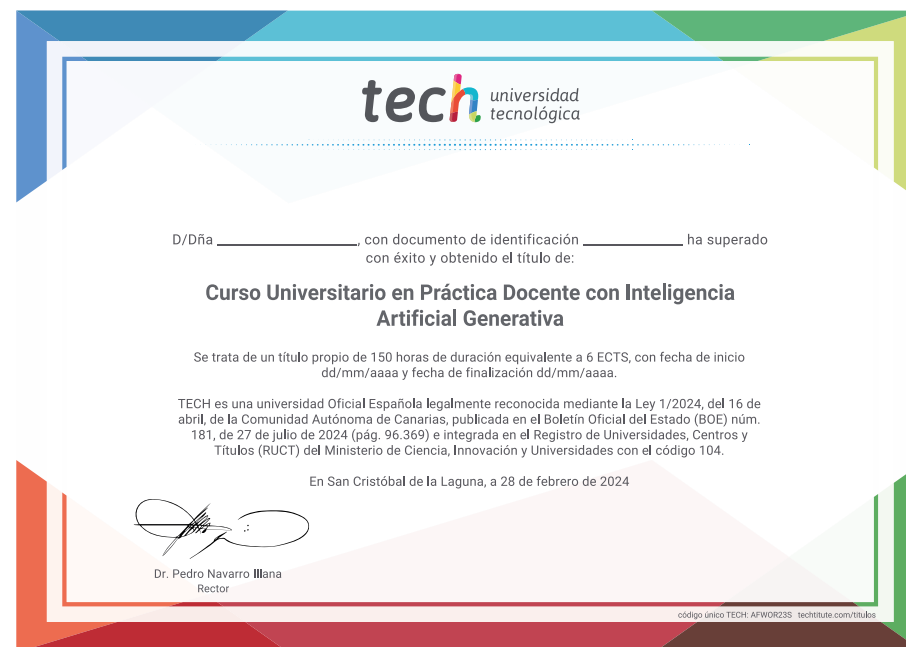 tech universidad
tecnológica
D/Dña ____________________, con documento de identificación ______________ ha superado
con éxito y obtenido el título de:
Curso Universitario en Práctica Docente con Inteligencia
Artificial Generativa
Se trata de un título propio de 150 horas de duración equivalente a 6 ECTS, con fecha de inicio
dd/mm/aaaa y fecha de finalización dd/mm/aaaa.
TECH es una universidad Oficial Española legalmente reconocida mediante la Ley 1/2024, del 16 de
abril, de la Comunidad Autónoma de Canarias, publicada en el Boletín Oficial del Estado (BOE) núm.
181, de 27 de julio de 2024 (pág. 96.369) e integrada en el Registro de Universidades, Centros y
Títulos (RUCT) del Ministerio de Ciencia, Innovación y Universidades con el código 104.
En San Cristóbal de la Laguna, a 28 de febrero de 2024
Dr. Pedro Navarro Illana
Rector
código único TECH: AFWOR23S techtitute.com/titulos